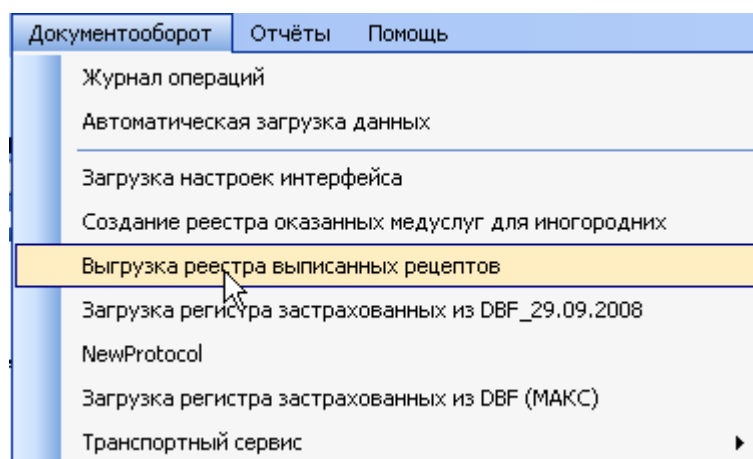 Документооборот Отчёты Помощь
Журнал операций
Автоматическая загрузка данных
Загрузка настроек интерфейса
Создание реестра оказанных медуслуг для иногородних
Выгрузка реестра выписанных рецептов
Загрузка регистра застрахованных из DBF_29.09.2008
NewProtocol
Загрузка регистра застрахованных из DBF (МАКС)
Транспортный сервис